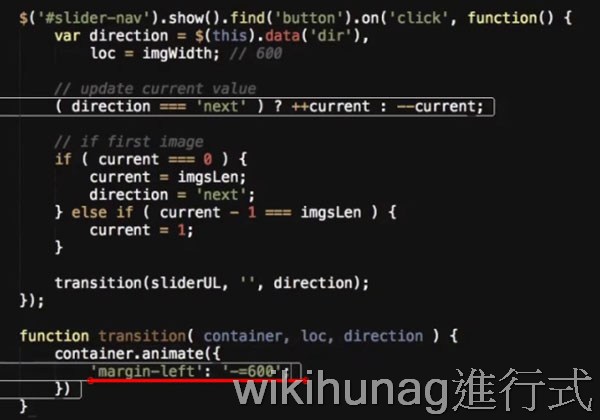 $('#slider-nav').show().find('button').on('click', function() {
var direction = $(this).data('dir'),
loc = imgWidth; // 600
// update current value
( direction === 'next' ) ? ++current : --current;
// if first image
if ( current === 0 ) {
current = imgsLen;
direction = 'next';
} else if ( current - 1 === imgsLen ) {
current = 1;
}
transition(sliderUL, '', direction);
});
function transition( container, loc, direction ) {
container.animate({
'margin-left': '-=600';
})
}
wikihunag進行式